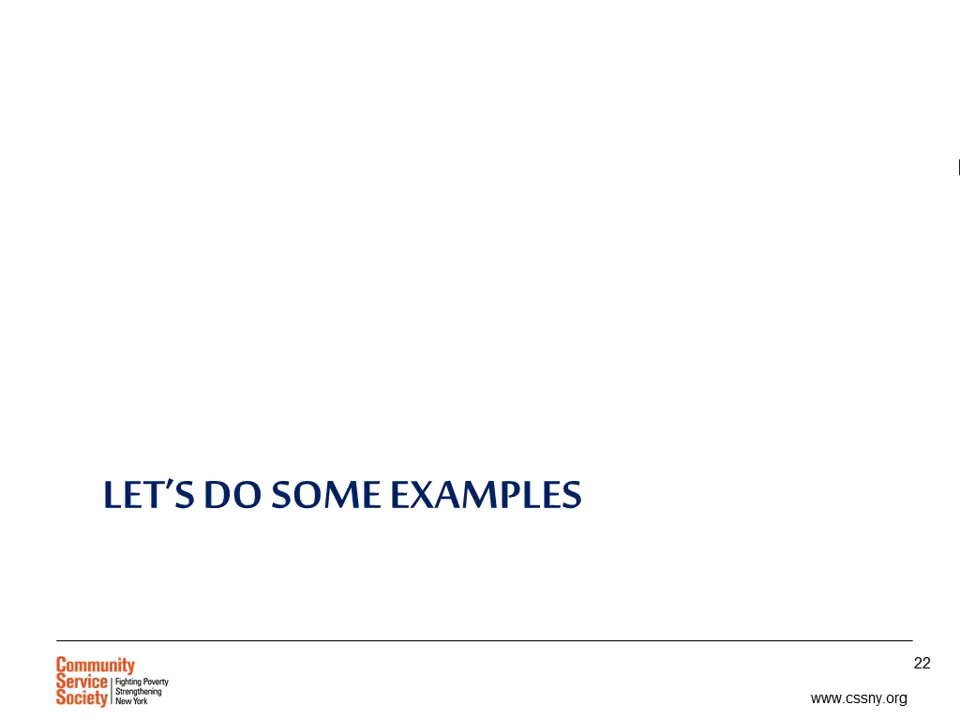 LET’S DO SOME EXAMPLES
22
Community
Service
Society
Fighting Poverty
Strengthening
New York
www.cssny.org